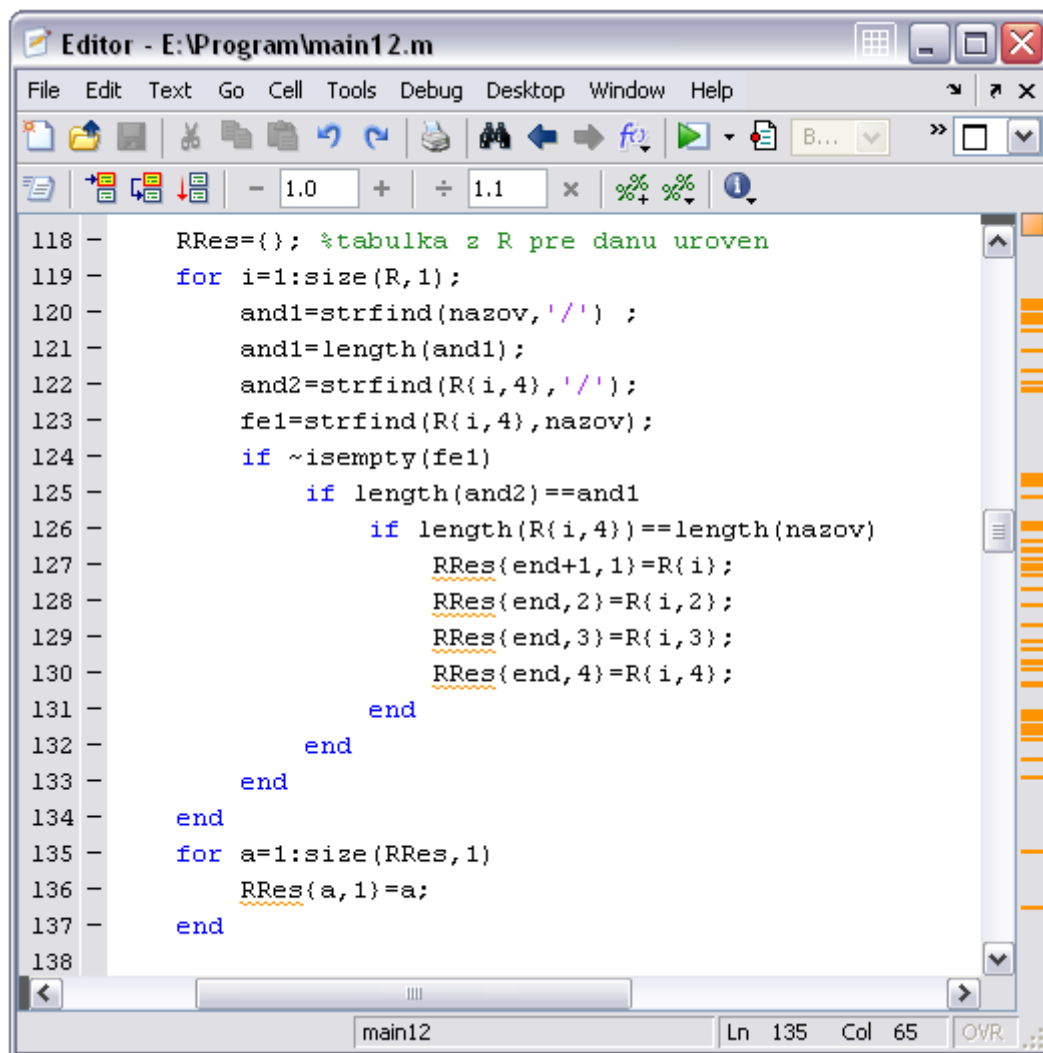 Editor - E:\Program\main12.m
File Edit Text Go Cell Tools Debug Desktop Window Help
B... »
− 1.0 + ÷ 1.1 ×
118 − RRes={}; %tabulka z R pre danu uroven
119 − for i=1:size(R,1);
120 − and1=strfind(nazov,'/') ;
121 − and1=length(and1);
122 − and2=strfind(R{i,4},'/');
123 − fe1=strfind(R{i,4},nazov);
124 − if ~isempty(fe1)
125 − if length(and2)==and1
126 − if length(R{i,4})==length(nazov)
127 − RRes{end+1,1}=R{i};
128 − RRes{end,2}=R{i,2};
129 − RRes{end,3}=R{i,3};
130 − RRes{end,4}=R{i,4};
131 − end
132 − end
133 − end
134 − end
135 − for a=1:size(RRes,1)
136 − RRes{a,1}=a;
137 − end
138
main12 Ln 135 Col 65 OVR